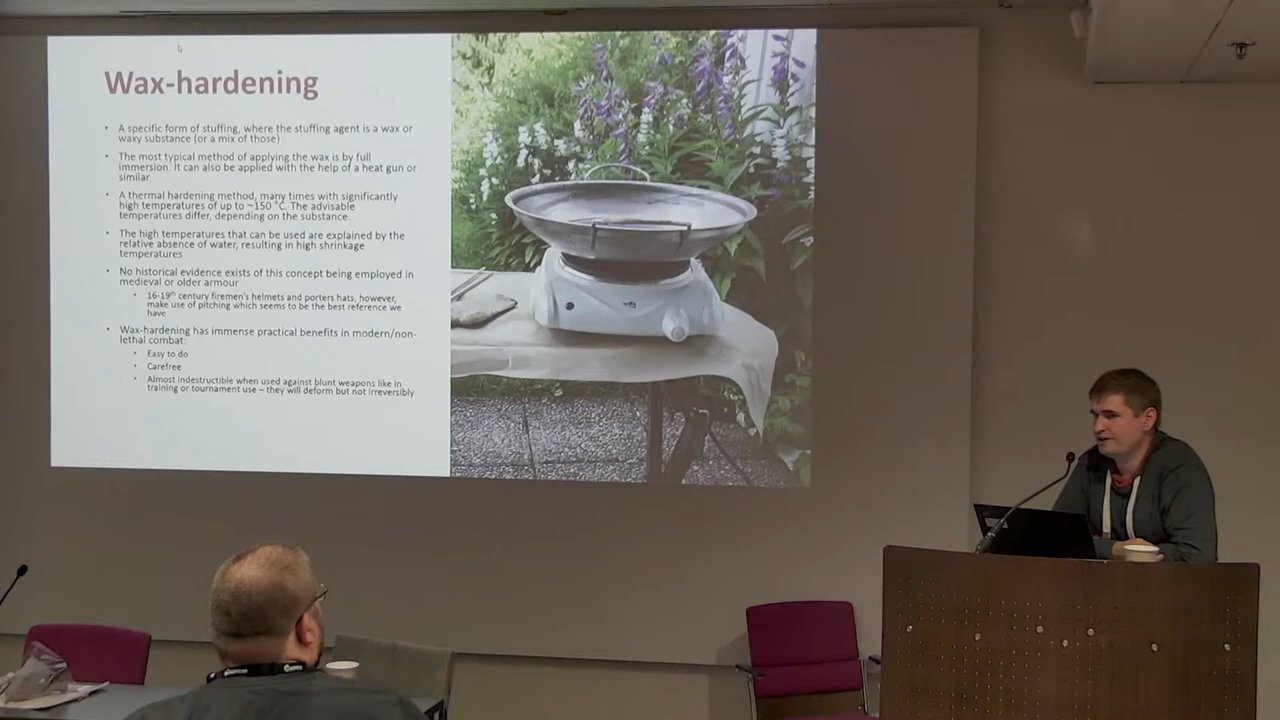 Wax-hardening
• A specific form of stuffing, where the stuffing agent is a wax or
waxy substance (or a mix of those)
• The most typical method of applying the wax is by full
immersion. It can also be applied with the help of a heat gun or
similar
• A thermal hardening method, many times with significantly
high temperatures of up to ~150 °C. The advisable
temperatures differ, depending on the substance.
• The high temperatures that can be used are explained by the
relative absence of water, resulting in high shrinkage
temperatures
• No historical evidence exists of this concept being employed in
medieval or older armour
• 16-19th century firemen's helmets and porters hats, however,
make use of pitching which seems to be the best reference we
have
• Wax-hardening has immense practical benefits in modern/non-
lethal combat:
• Easy to do
• Carefree
• Almost indestructible when used against blunt weapons like in
training or tournament use – they will deform but not irreversibly